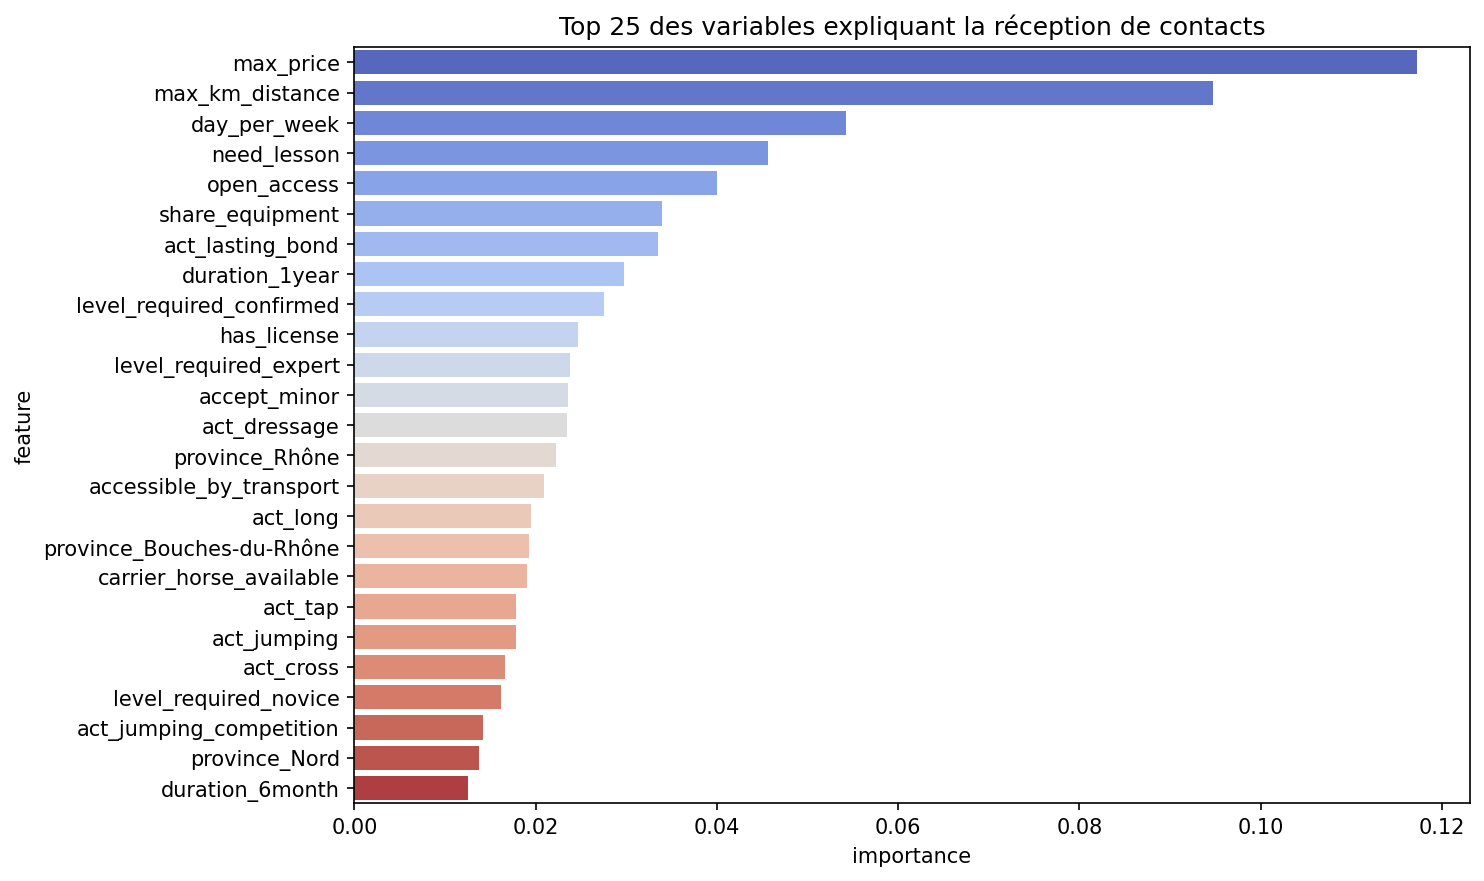 Top 25 des variables expliquant la réception de contacts
max_price
max_km_distance
day_per_week
need_lesson
open_access
share_equipment
act_lasting_bond
duration_1year
level_required_confirmed
has_license
level_required_expert
accept_minor
act_dressage
province_Rhône
accessible_by_transport
act_long
province_Bouches-du-Rhône
carrier_horse_available
act_tap
act_jumping
act_cross
level_required_novice
act_jumping_competition
province_Nord
duration_6month
feature
0.00 0.02 0.04 0.06 0.08 0.10 0.12
importance